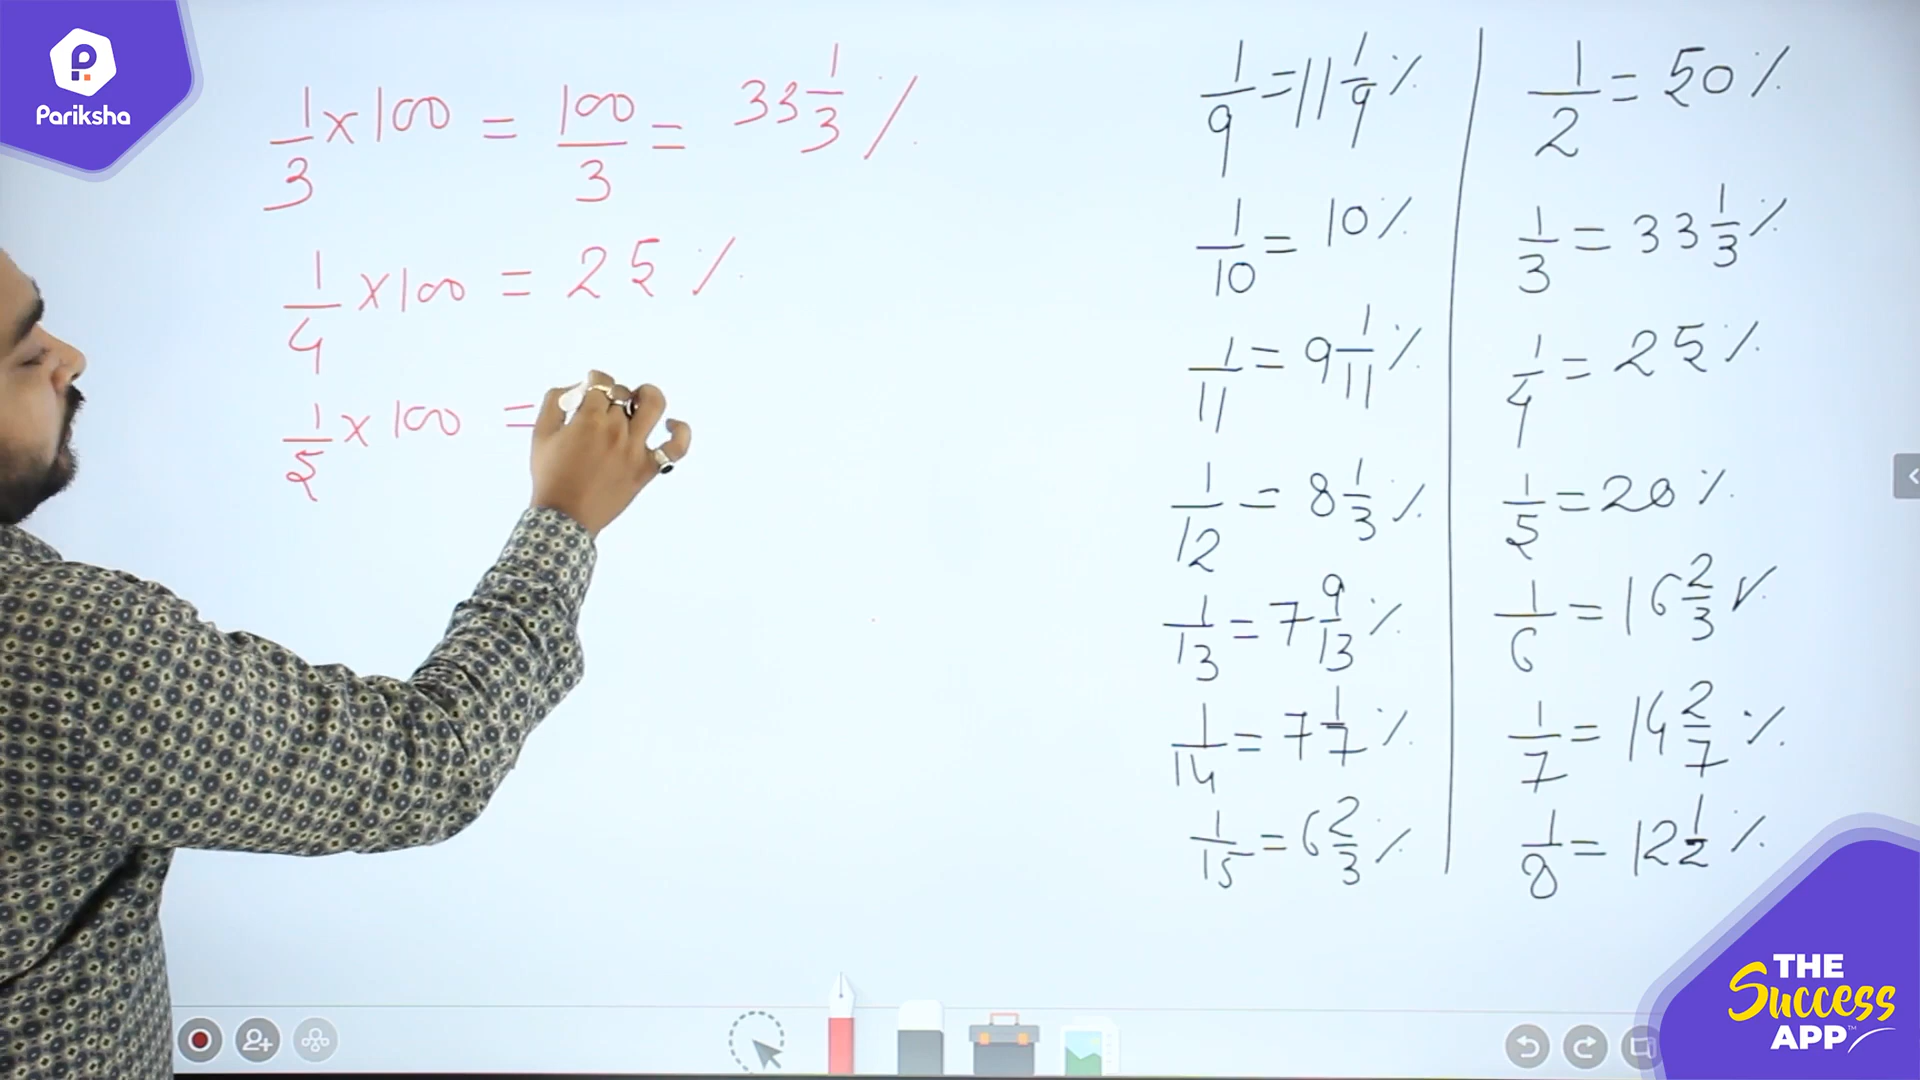 Pariksha
1/3 × 100 = 100/3 = 33 1/3 %
1/4 × 100 = 25 %
1/5 × 100 =
1/9 = 11 1/9 %
1/10 = 10 %
1/11 = 9 1/11 %
1/12 = 8 1/3 %
1/13 = 7 9/13 %
1/14 = 7 1/7 %
1/15 = 6 2/3 %
1/2 = 50 %
1/3 = 33 1/3 %
1/4 = 25 %
1/5 = 20 %
1/6 = 16 2/3 %
1/7 = 14 2/7 %
1/8 = 12 1/2 %
THE
Success
APP™